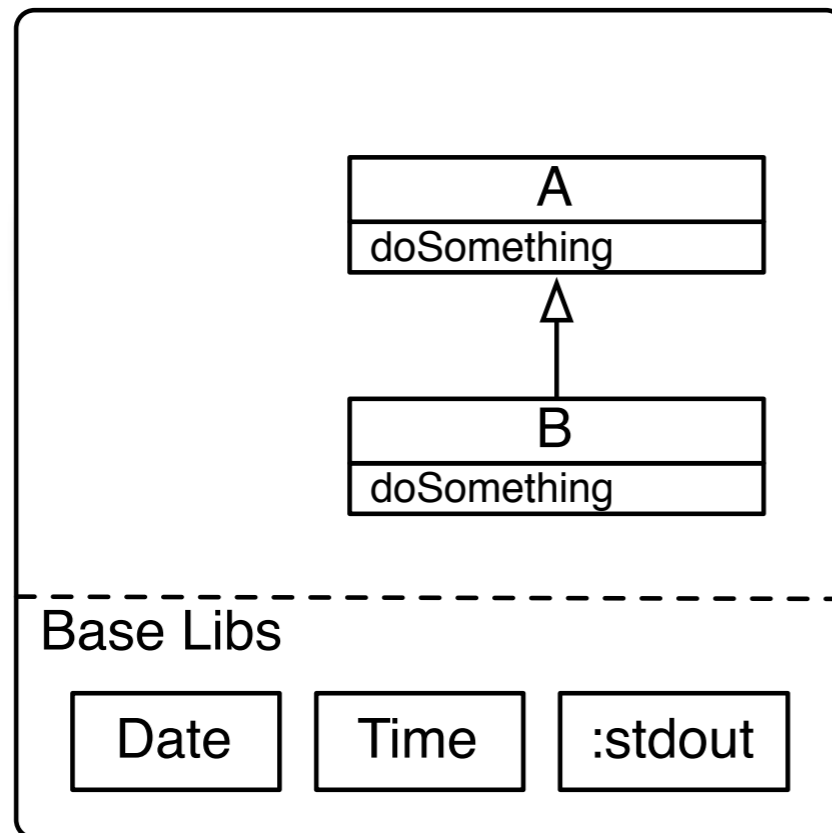 A
doSomething
B
doSomething
Base Libs
Date Time :stdout